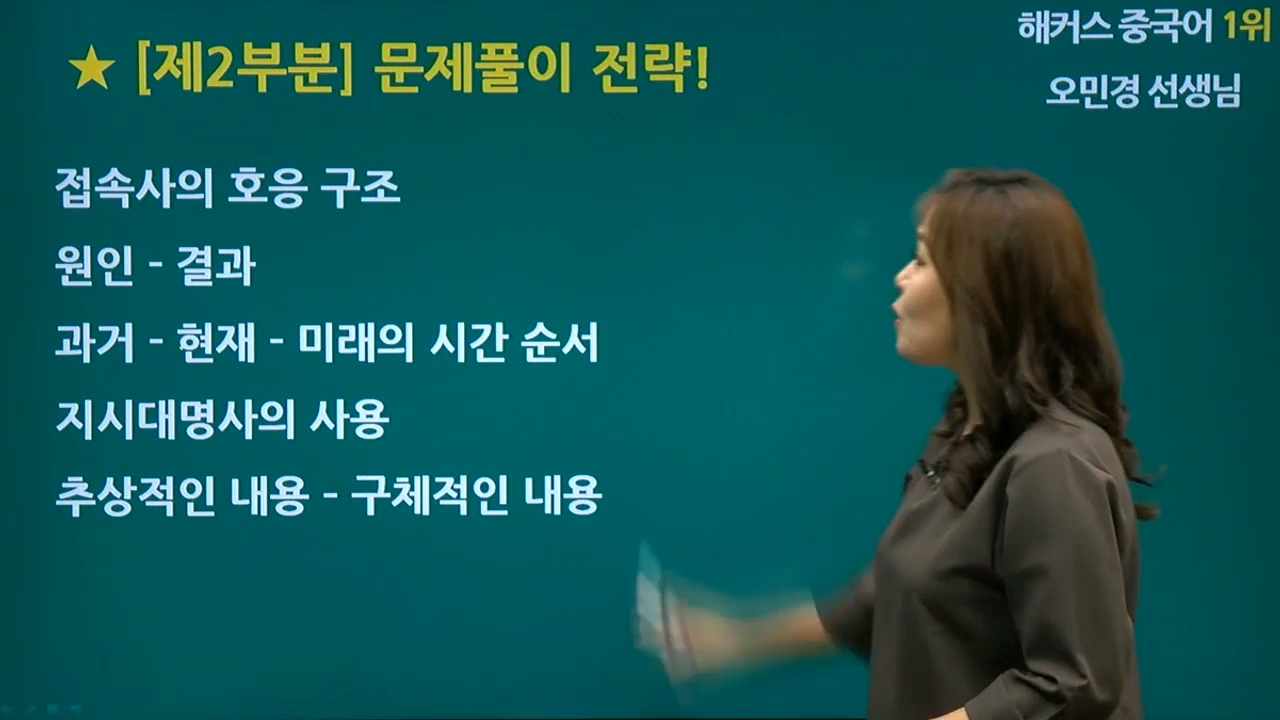 ★ [제2부분] 문제풀이 전략!
해커스 중국어 1위
오민경 선생님
접속사의 호응 구조
원인 - 결과
과거 - 현재 - 미래의 시간 순서
지시대명사의 사용
추상적인 내용 - 구체적인 내용